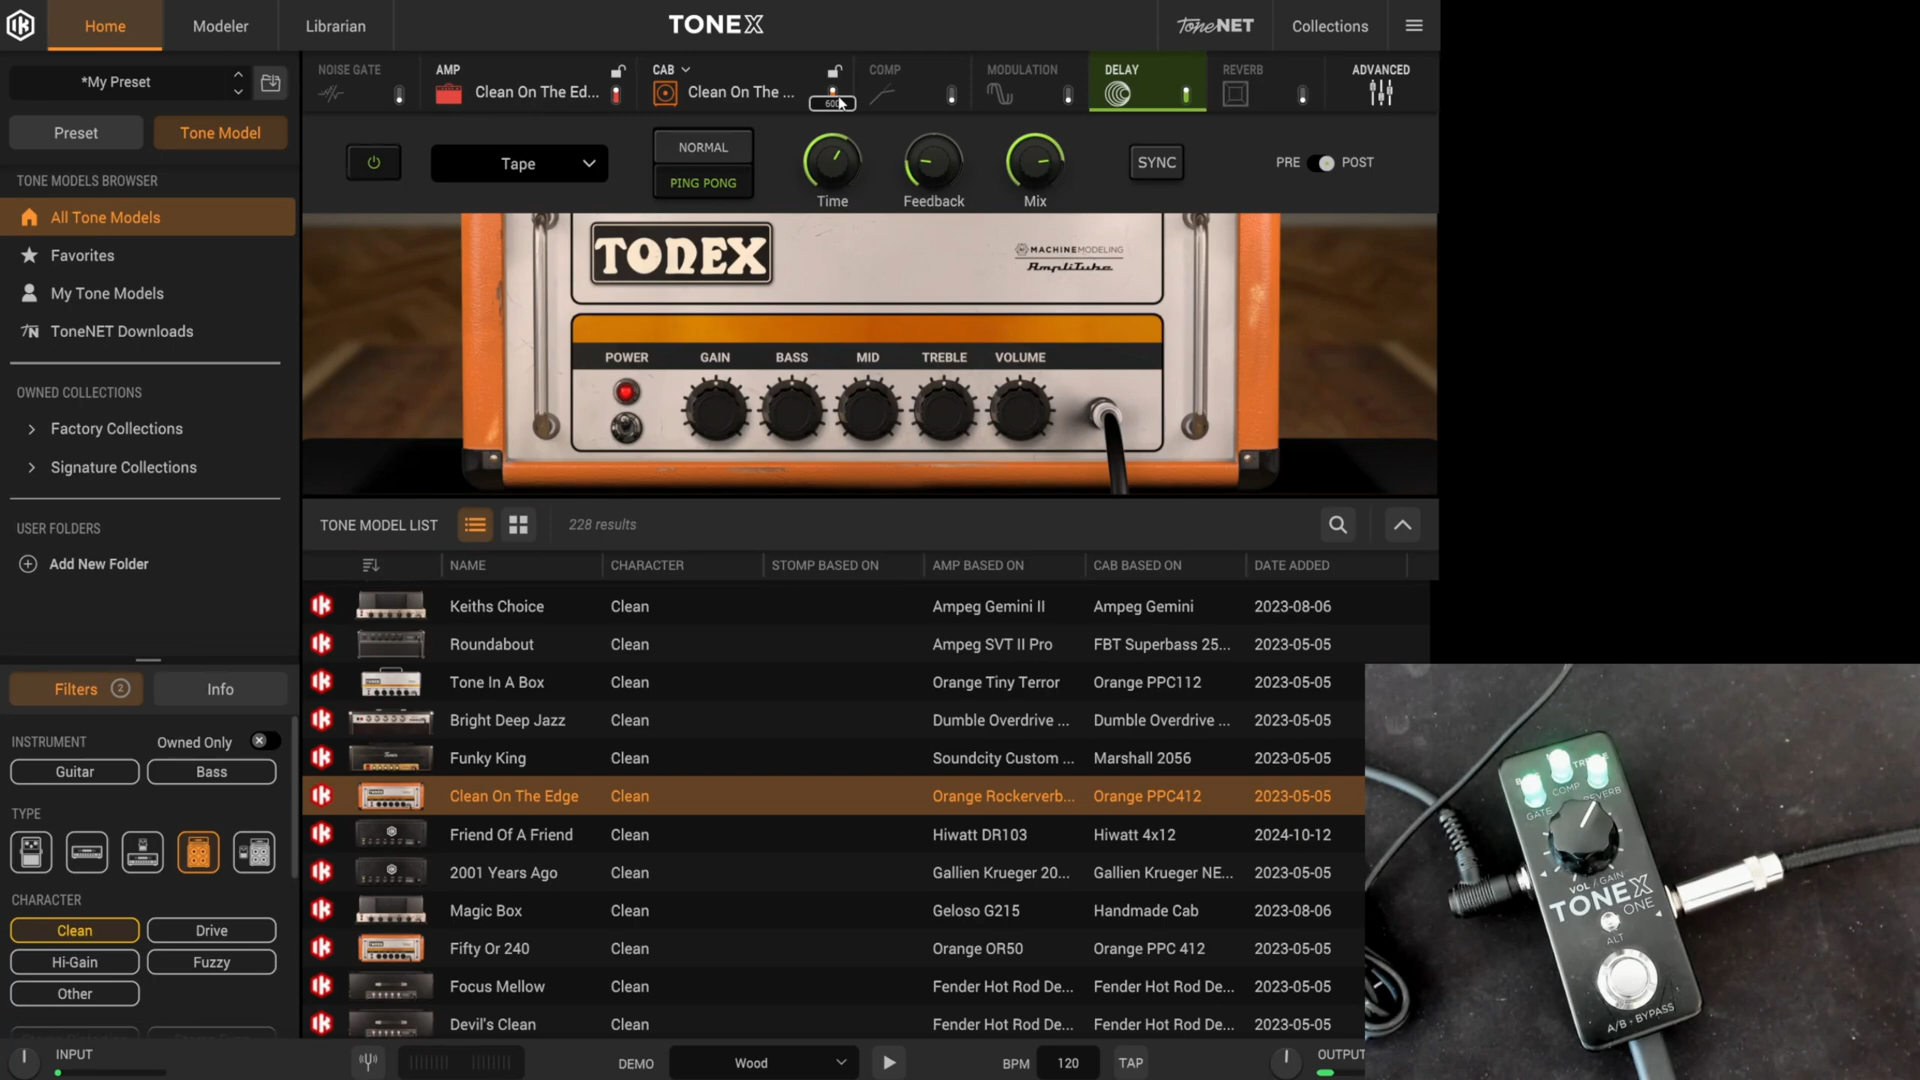 Home
Modeler
Librarian
TONEX
ToneNET
Collections
*My Preset
Preset
Tone Model
NOISE GATE
AMP
Clean On The Ed...
CAB
Clean On The ...
COMP
MODULATION
DELAY
REVERB
ADVANCED
Tape
NORMAL
PING PONG
Time
Feedback
Mix
SYNC
PRE
POST
TONE MODELS BROWSER
All Tone Models
Favorites
My Tone Models
ToneNET Downloads
OWNED COLLECTIONS
Factory Collections
Signature Collections
USER FOLDERS
Add New Folder
TONEX
MACHINE MODELING
AmpliTube
POWER GAIN BASS MID TREBLE VOLUME
TONE MODEL LIST
228 results
NAME CHARACTER STOMP BASED ON AMP BASED ON CAB BASED ON DATE ADDED
Keiths Choice Clean Ampeg Gemini II Ampeg Gemini 2023-08-06
Roundabout Clean Ampeg SVT II Pro FBT Superbass 25... 2023-05-05
Tone In A Box Clean Orange Tiny Terror Orange PPC112 2023-05-05
Bright Deep Jazz Clean Dumble Overdrive ... Dumble Overdrive ... 2023-05-05
Funky King Clean Soundcity Custom ... Marshall 2056 2023-05-05
Clean On The Edge Clean Orange Rockerverb... Orange PPC412 2023-05-05
Friend Of A Friend Clean Hiwatt DR103 Hiwatt 4x12 2024-10-12
2001 Years Ago Clean Gallien Krueger 20... Gallien Krueger NE... 2023-05-05
Magic Box Clean Geloso G215 Handmade Cab 2023-08-06
Fifty Or 240 Clean Orange OR50 Orange PPC 412 2023-05-05
Focus Mellow Clean Fender Hot Rod De... Fender Hot Rod De... 2023-05-05
Devil's Clean Clean Fender Hot Rod De... Fender Hot Rod De... 2023-05-05
Filters 2
Info
INSTRUMENT
Owned Only
Guitar
Bass
TYPE
CHARACTER
Clean
Drive
Hi-Gain
Fuzzy
Other
INPUT
DEMO
Wood
BPM
120
TAP
OUTPUT
COMP
GATE
REVERB
VOL / GAIN
TONEX
ONE
ALT
A/B • BYPASS